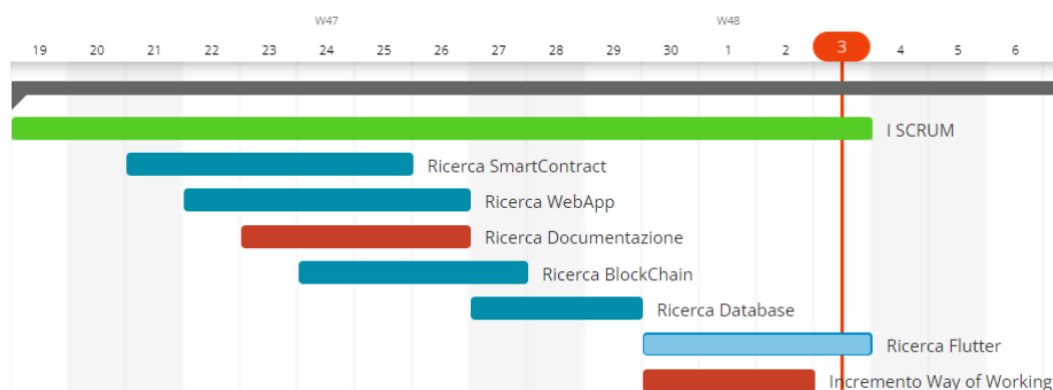 W47 W48
19 20 21 22 23 24 25 26 27 28 29 30 1 2 3 4 5 6
I SCRUM
Ricerca SmartContract
Ricerca WebApp
Ricerca Documentazione
Ricerca BlockChain
Ricerca Database
Ricerca Flutter
Incremento Way of Working